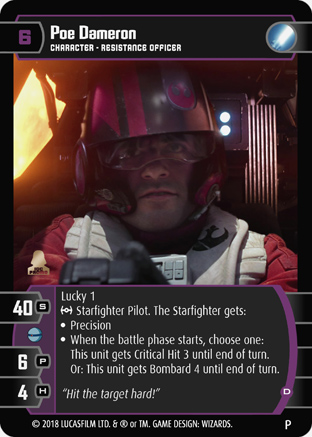 6
Poe Dameron
CHARACTER • RESISTANCE OFFICER
40 S
6 P
4 H
Lucky 1
Starfighter Pilot. The Starfighter gets:
• Precision
• When the battle phase starts, choose one:
This unit gets Critical Hit 3 until end of turn.
Or: This unit gets Bombard 4 until end of turn.
"Hit the target hard!"
D
© 2018 LUCASFILM LTD. & ® or TM. GAME DESIGN: WIZARDS.
P